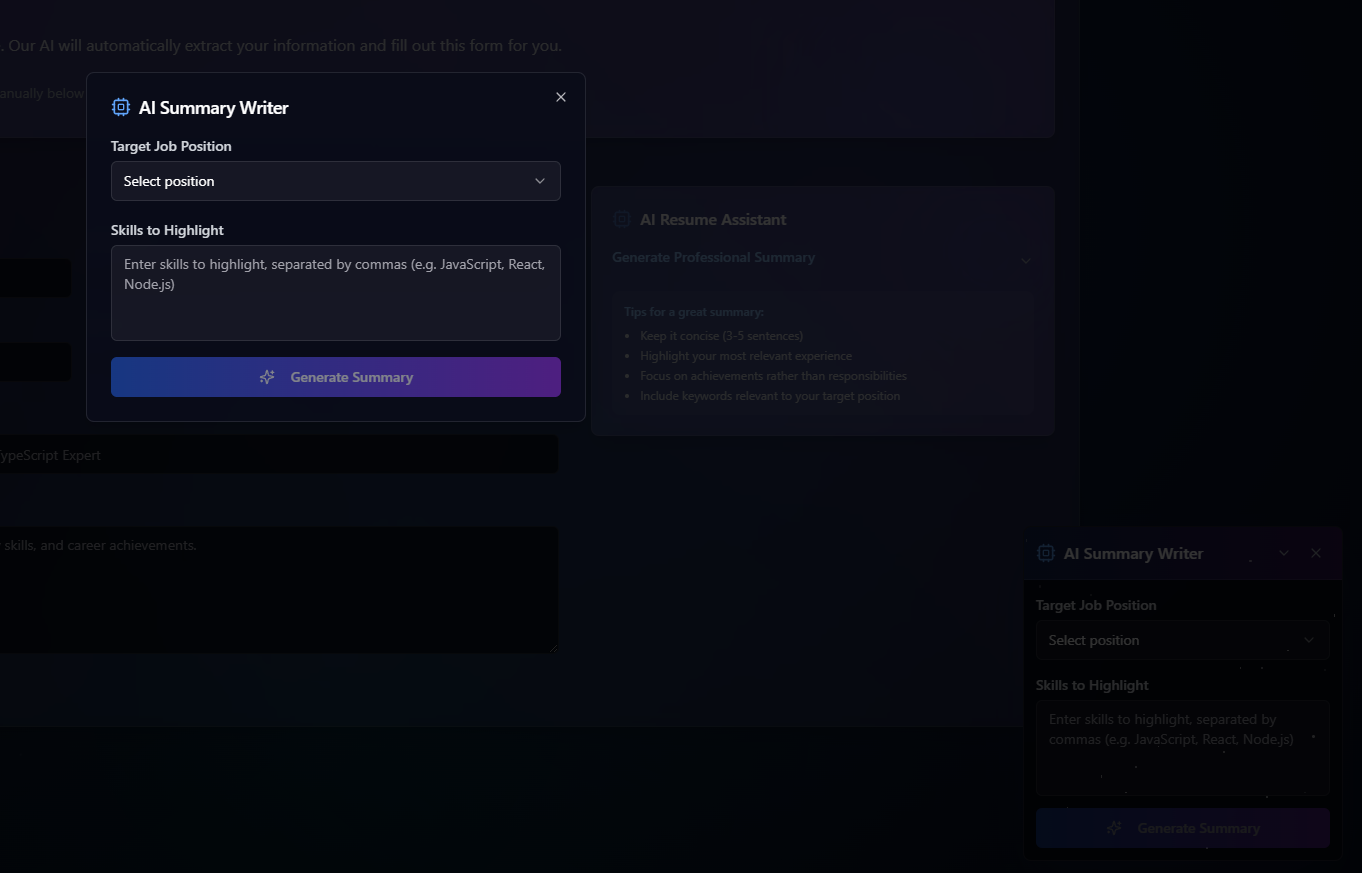 . Our AI will automatically extract your information and fill out this form for you.
anually below
AI Summary Writer
Target Job Position
Select position
Skills to Highlight
Enter skills to highlight, separated by commas (e.g. JavaScript, React,
Node.js)
Generate Summary
AI Resume Assistant
Generate Professional Summary
Tips for a great summary:
Keep it concise (3-5 sentences)
Highlight your most relevant experience
Focus on achievements rather than responsibilities
Include keywords relevant to your target position
TypeScript Expert
skills, and career achievements.
AI Summary Writer
Target Job Position
Select position
Skills to Highlight
Enter skills to highlight, separated by
commas (e.g. JavaScript, React, Node.js)
Generate Summary